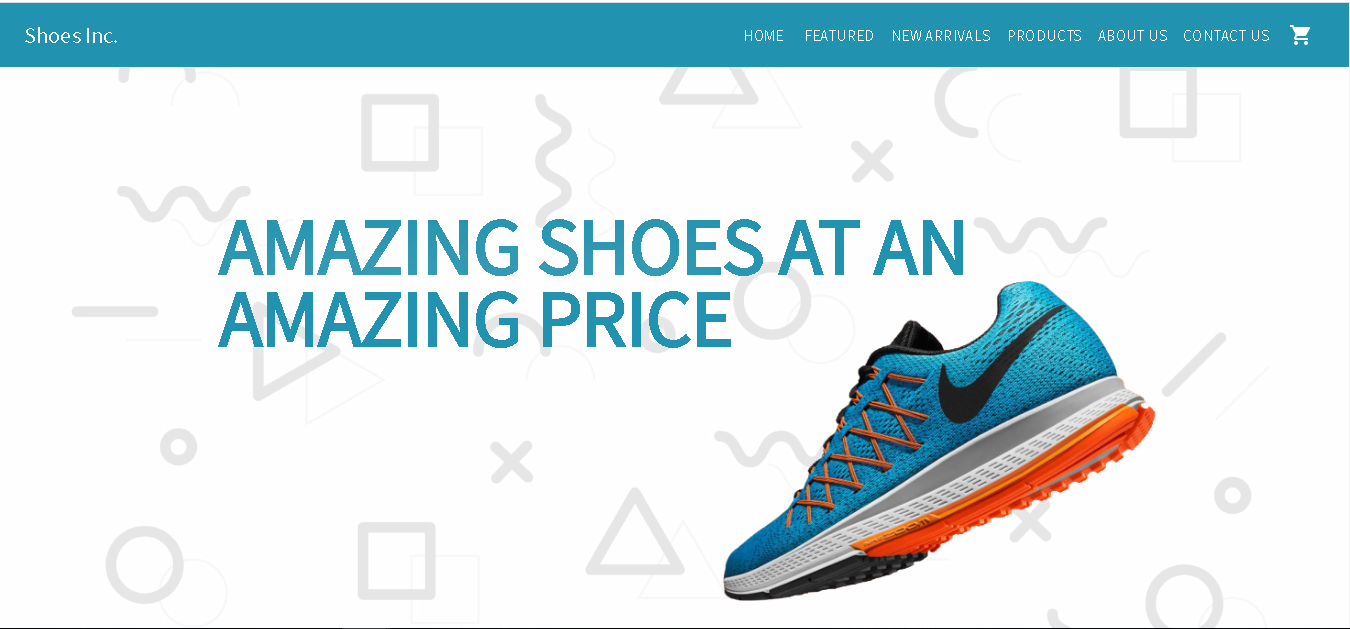 Shoes Inc.
HOME FEATURED NEW ARRIVALS PRODUCTS ABOUT US CONTACT US
AMAZING SHOES AT AN
AMAZING PRICE